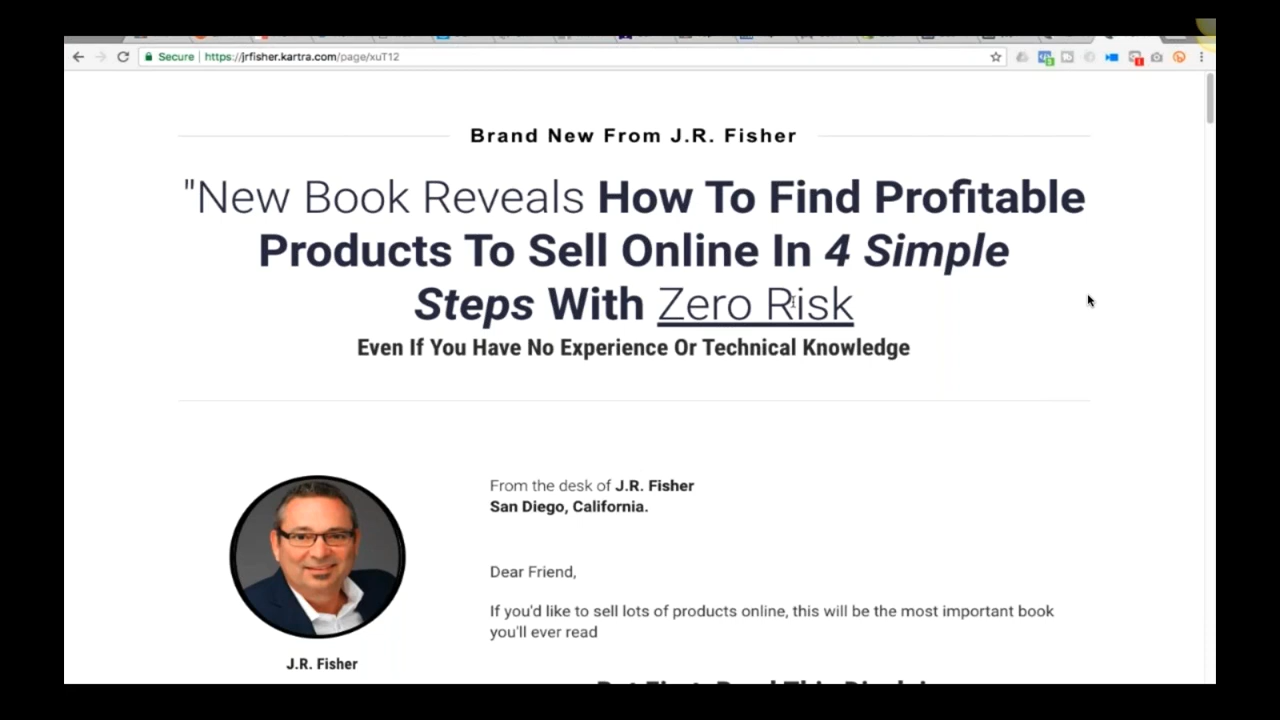 Secure | https://jrfisher.kartra.com/page/xuT12
Brand New From J.R. Fisher
"New Book Reveals How To Find Profitable
Products To Sell Online In 4 Simple
Steps With Zero Risk
Even If You Have No Experience Or Technical Knowledge
From the desk of J.R. Fisher
San Diego, California.
Dear Friend,
If you'd like to sell lots of products online, this will be the most important book
you'll ever read
J.R. Fisher